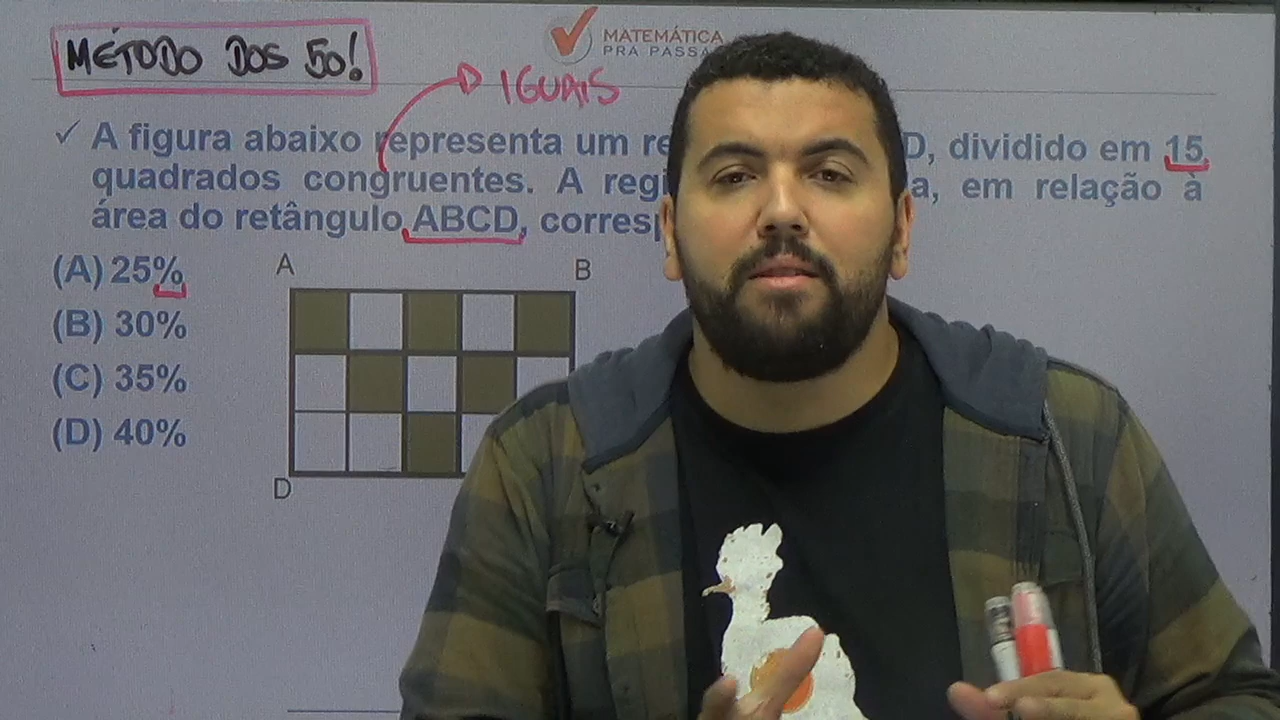 MÉTODO DOS 50!
MATEMÁTICA
PRA PASSA
IGUAIS
✓ A figura abaixo representa um re D, dividido em 15
quadrados congruentes. A regi a, em relação à
área do retângulo ABCD, corresp
(A) 25%
(B) 30%
(C) 35%
(D) 40%
A
B
D